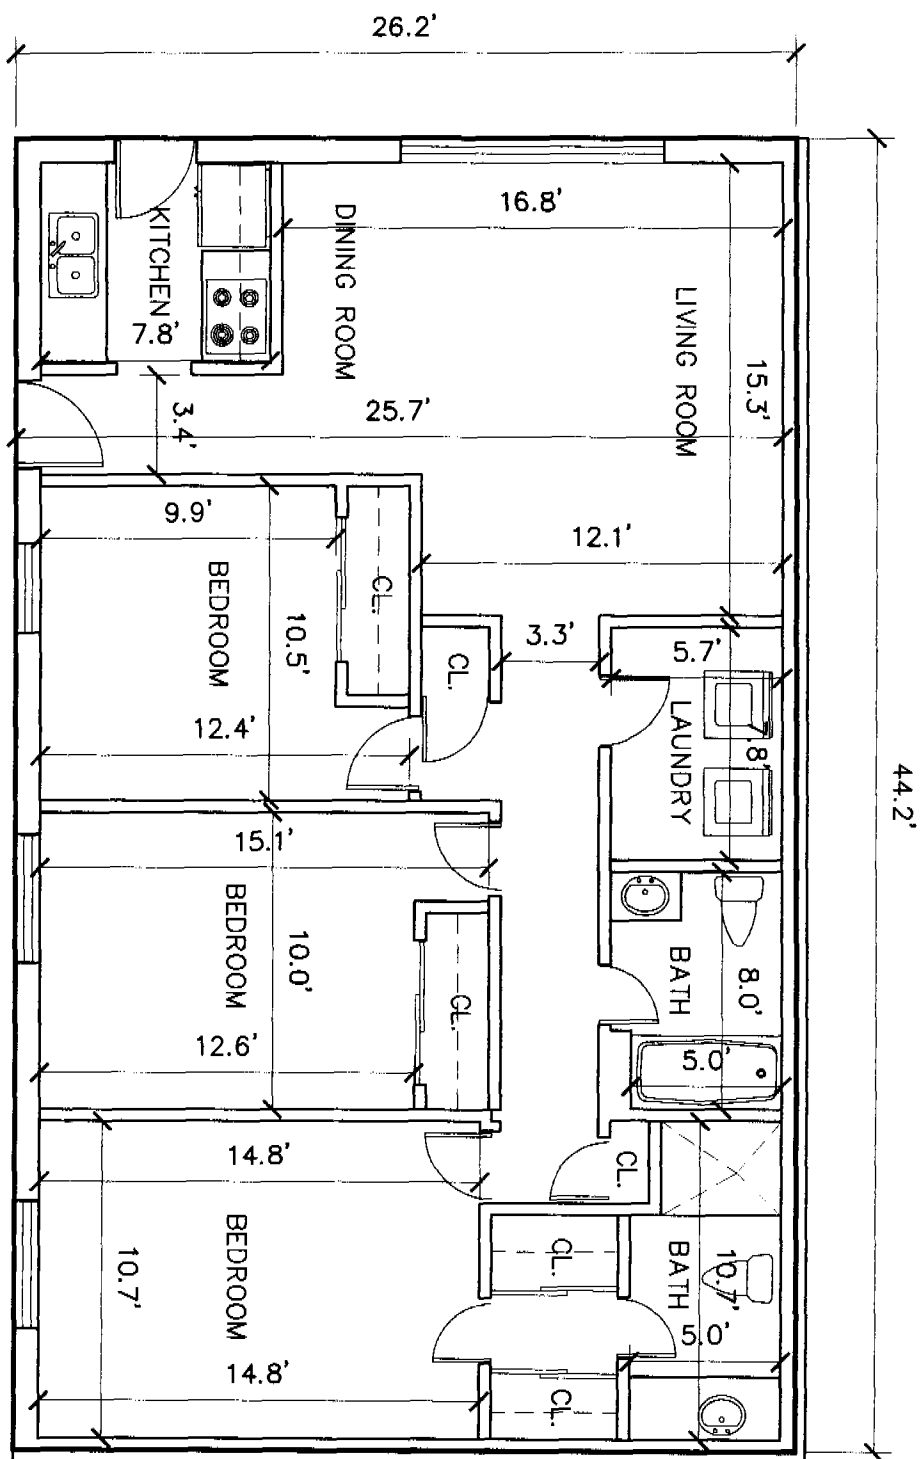 26.2'
16.8'
KITCHEN
DINING ROOM
LIVING ROOM
7.8'
15.3'
3.4'
25.7'
9.9'
12.1'
BEDROOM
CL.
10.5'
3.3'
CL.
5.7'
LAUNDRY
.8'
12.4'
44.2'
15.1'
BEDROOM
10.0'
CL.
BATH
8.0'
12.6'
5.0'
14.8'
CL.
BEDROOM
10.7'
CL.
BATH
10.7'
5.0'
14.8'
CL.